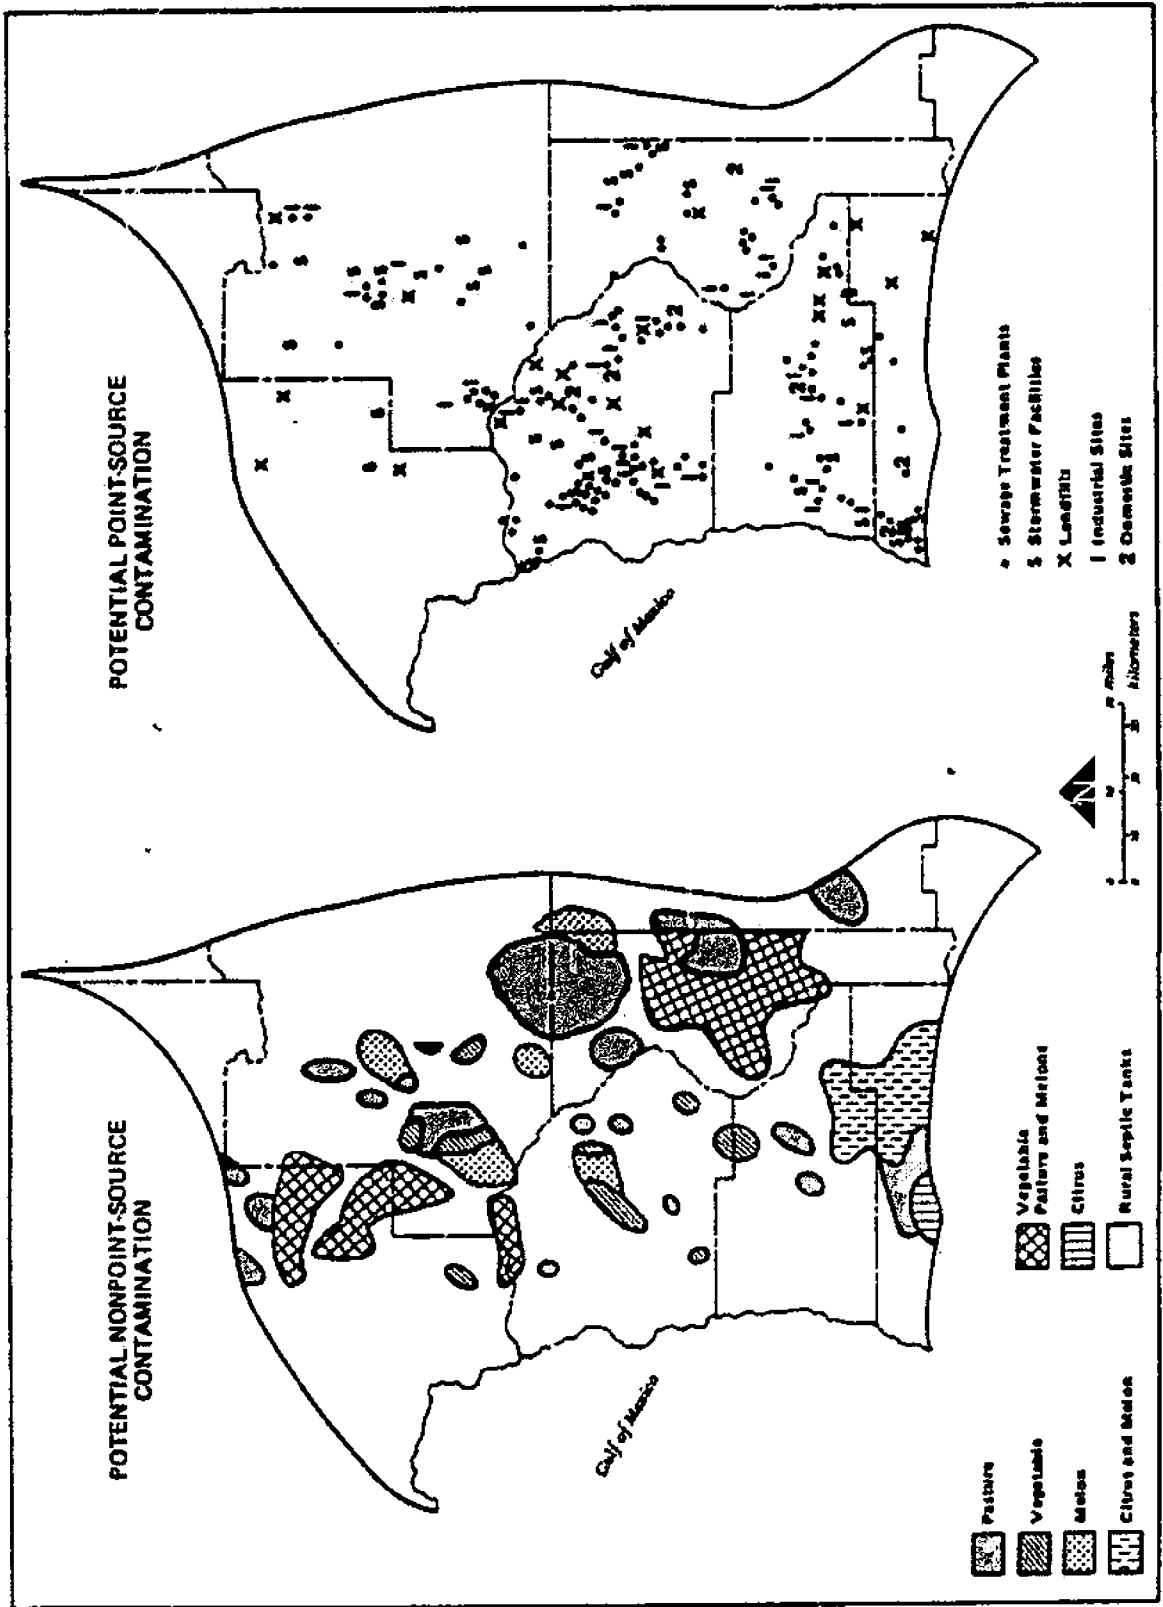 POTENTIAL NONPOINT-SOURCE
CONTAMINATION
Gulf of Mexico
Pasture
Vegetable
Melon
Citrus and Melon
Vegetable
Pasture and Melons
Citrus
Rural Septic Tanks
N
miles
kilometers
POTENTIAL POINT-SOURCE
CONTAMINATION
Gulf of Mexico
• Sewage Treatment Plants
S Stormwater Facilities
X Landfills
I Industrial Sites
2 Domestic Sites